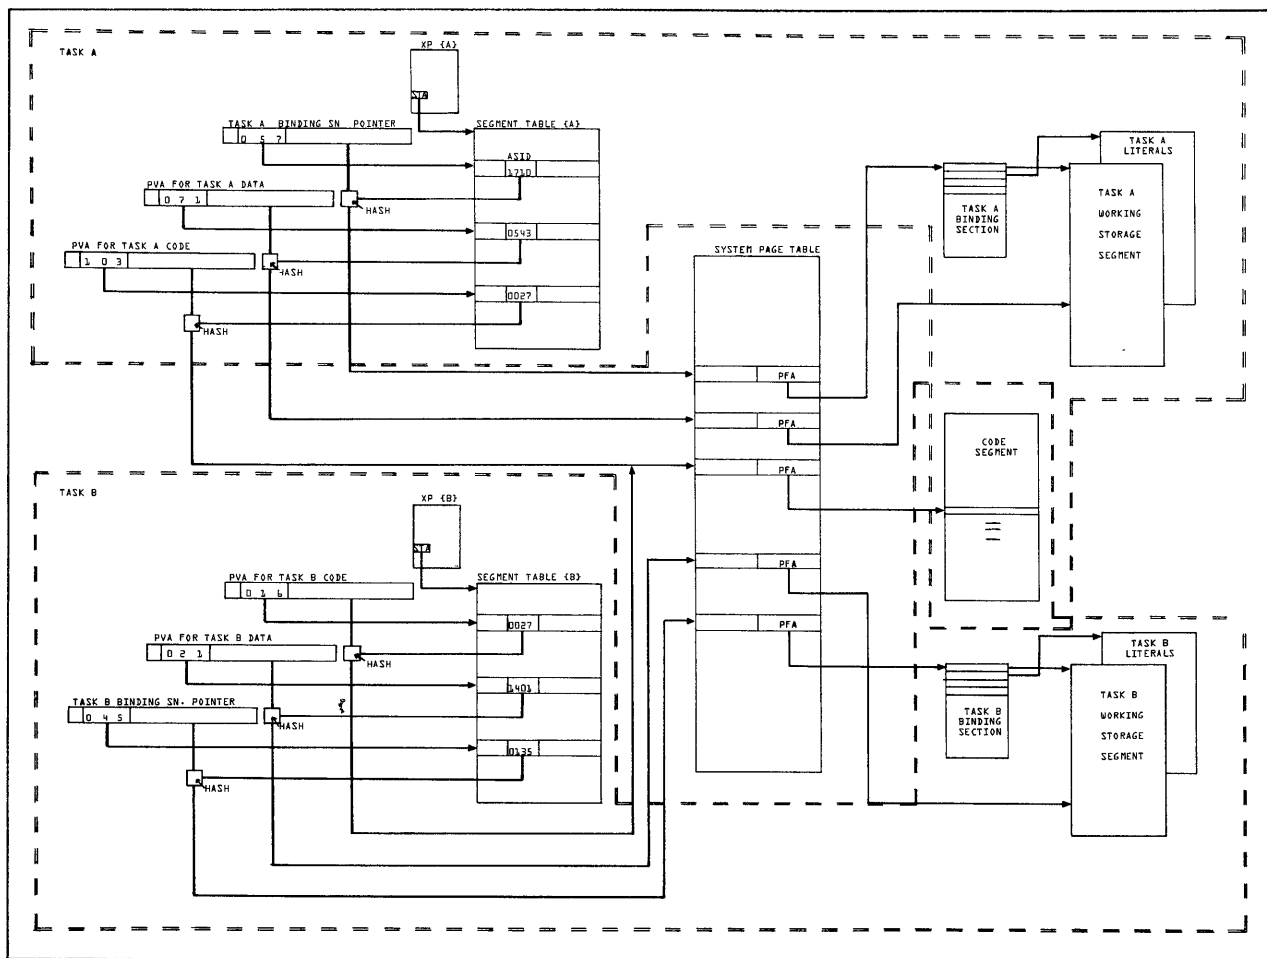 TASK A
XP {A}
STA
TASK A BINDING SN. POINTER
0 5 7
SEGMENT TABLE {A}
ASID
1710
PVA FOR TASK A DATA
0 7 1
HASH
0543
PVA FOR TASK A CODE
1 0 3
HASH
0027
HASH
SYSTEM PAGE TABLE
PFA
PFA
PFA
PFA
PFA
TASK A
LITERALS
TASK A
WORKING
STORAGE
SEGMENT
TASK A
BINDING
SECTION
CODE
SEGMENT
TASK B
XP {B}
STA
PVA FOR TASK B CODE
0 1 6
SEGMENT TABLE {B}
0027
PVA FOR TASK B DATA
0 2 1
HASH
1401
TASK B BINDING SN. POINTER
0 4 5
HASH
0135
HASH
TASK B
LITERALS
TASK B
WORKING
STORAGE
SEGMENT
TASK B
BINDING
SECTION